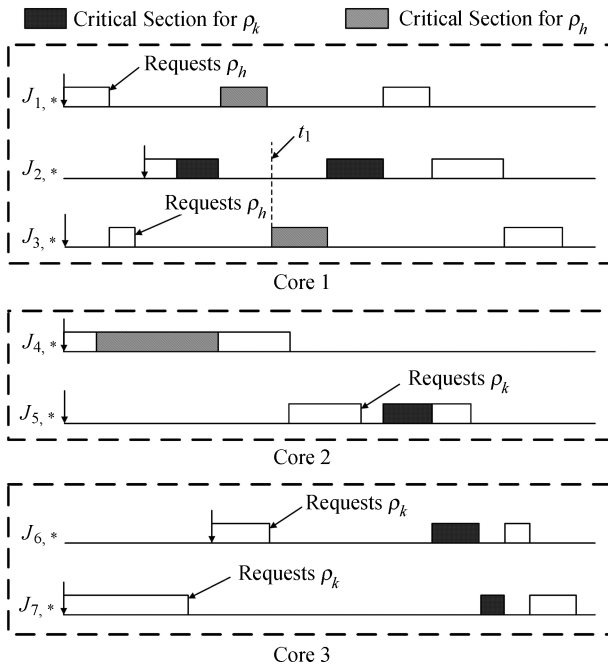 Critical Section for ρk Critical Section for ρh
Requests ρh
J1, *
t1
J2, *
Requests ρh
J3, *
Core 1
J4, *
Requests ρk
J5, *
Core 2
Requests ρk
J6, *
Requests ρk
J7, *
Core 3